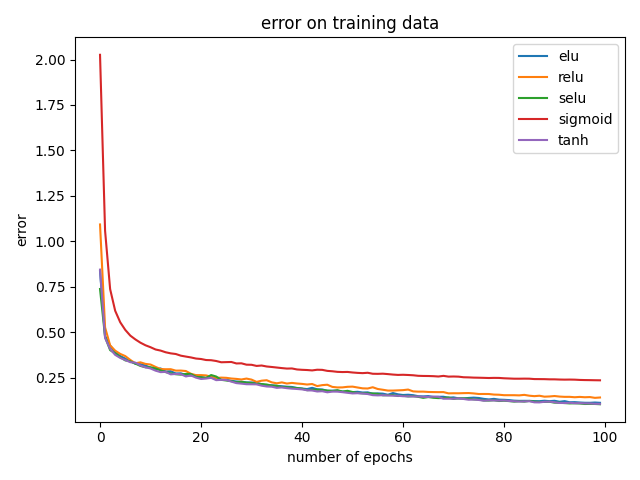 error on training data
error
2.00
1.75
1.50
1.25
1.00
0.75
0.50
0.25
elu
relu
selu
sigmoid
tanh
0
20
40
60
80
100
number of epochs